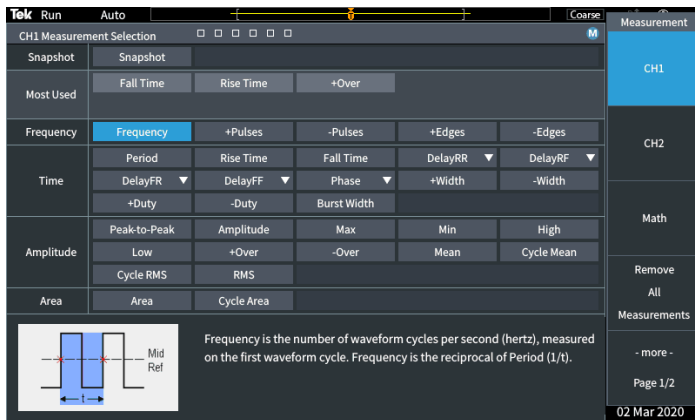 Tek Run Auto Coarse
Measurement
CH1 Measurement Selection M
Snapshot Snapshot
CH1
Most Used Fall Time Rise Time +Over
Frequency Frequency +Pulses -Pulses +Edges -Edges
CH2
Time Period Rise Time Fall Time DelayRR DelayRF
DelayFR DelayFF Phase +Width -Width
+Duty -Duty Burst Width
Math
Amplitude Peak-to-Peak Amplitude Max Min High
Low +Over -Over Mean Cycle Mean
Cycle RMS RMS
Remove
All
Measurements
Area Area Cycle Area
Mid
Ref
t
Frequency is the number of waveform cycles per second (hertz), measured
on the first waveform cycle. Frequency is the reciprocal of Period (1/t).
- more -
Page 1/2
02 Mar 2020